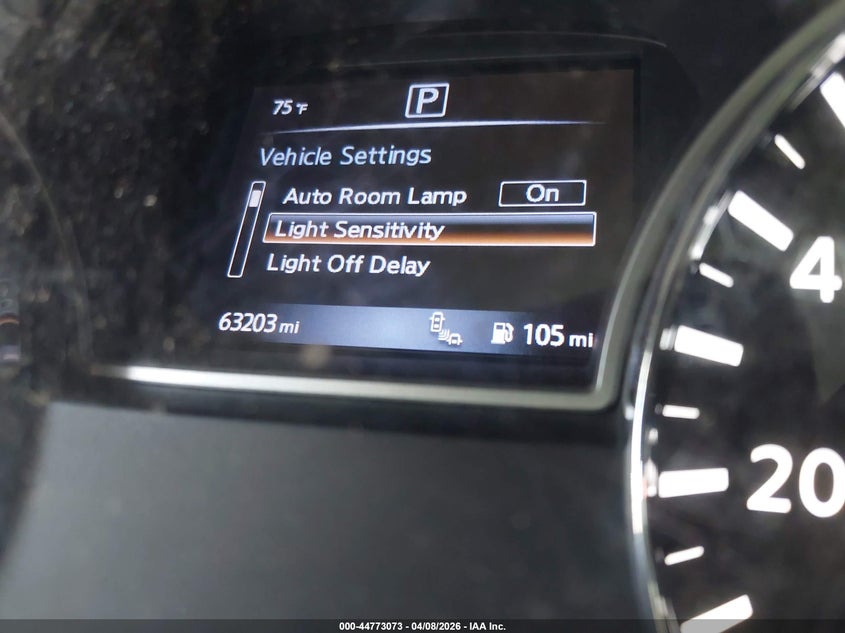 75°F
P
Vehicle Settings
Auto Room Lamp On
Light Sensitivity
Light Off Delay
63203 mi 105 mi
4
20
000-44773073 - 04/08/2026 - IAA Inc.